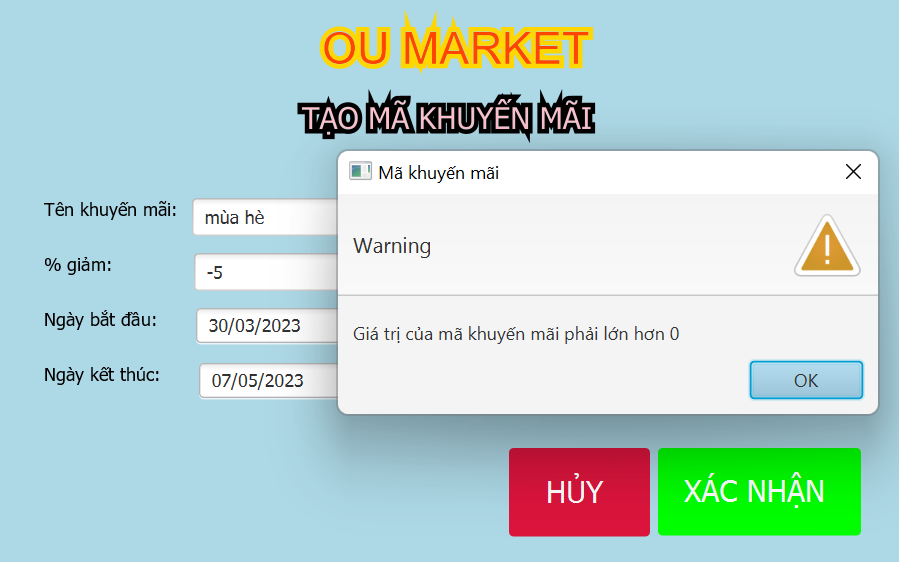 OU MARKET
TẠO MÃ KHUYẾN MÃI
Mã khuyến mãi
Tên khuyến mãi:
mùa hè
Warning
% giảm:
-5
Ngày bắt đầu:
30/03/2023
Giá trị của mã khuyến mãi phải lớn hơn 0
Ngày kết thúc:
07/05/2023
OK
HỦY
XÁC NHẬN